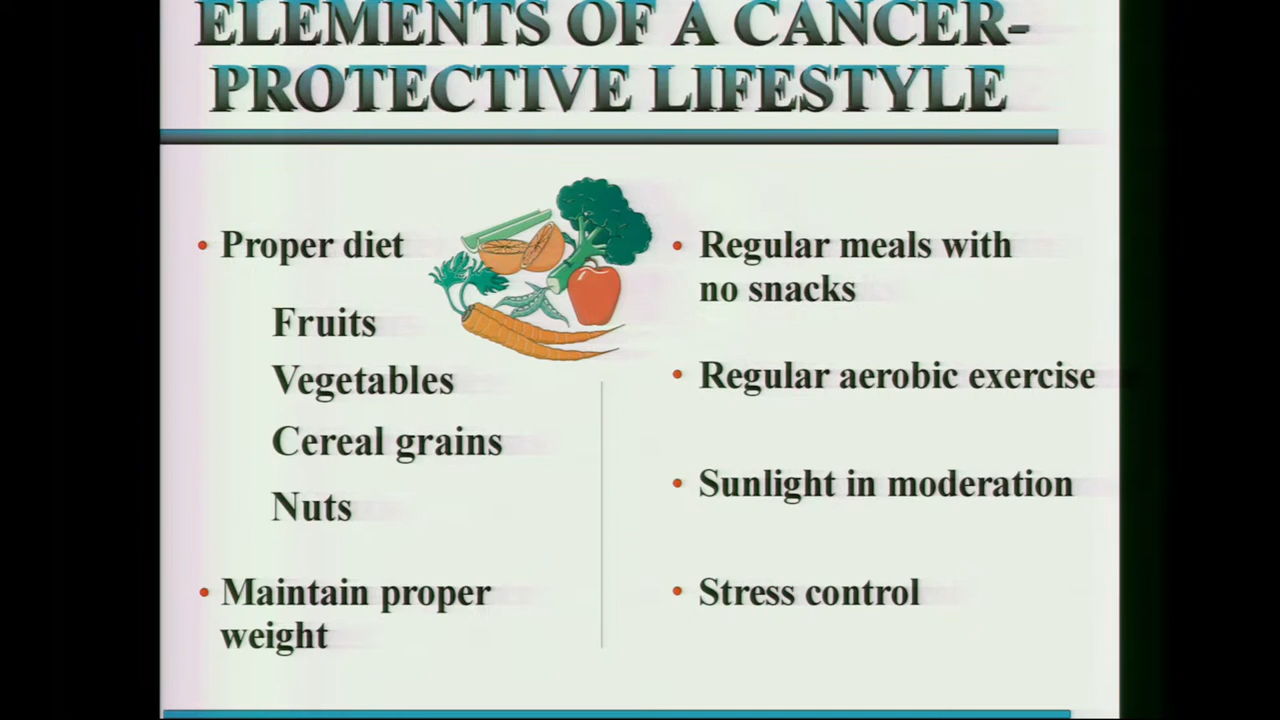 ELEMENTS OF A CANCER-
PROTECTIVE LIFESTYLE
• Proper diet
Fruits
Vegetables
Cereal grains
Nuts
• Maintain proper
weight
• Regular meals with
no snacks
• Regular aerobic exercise
• Sunlight in moderation
• Stress control